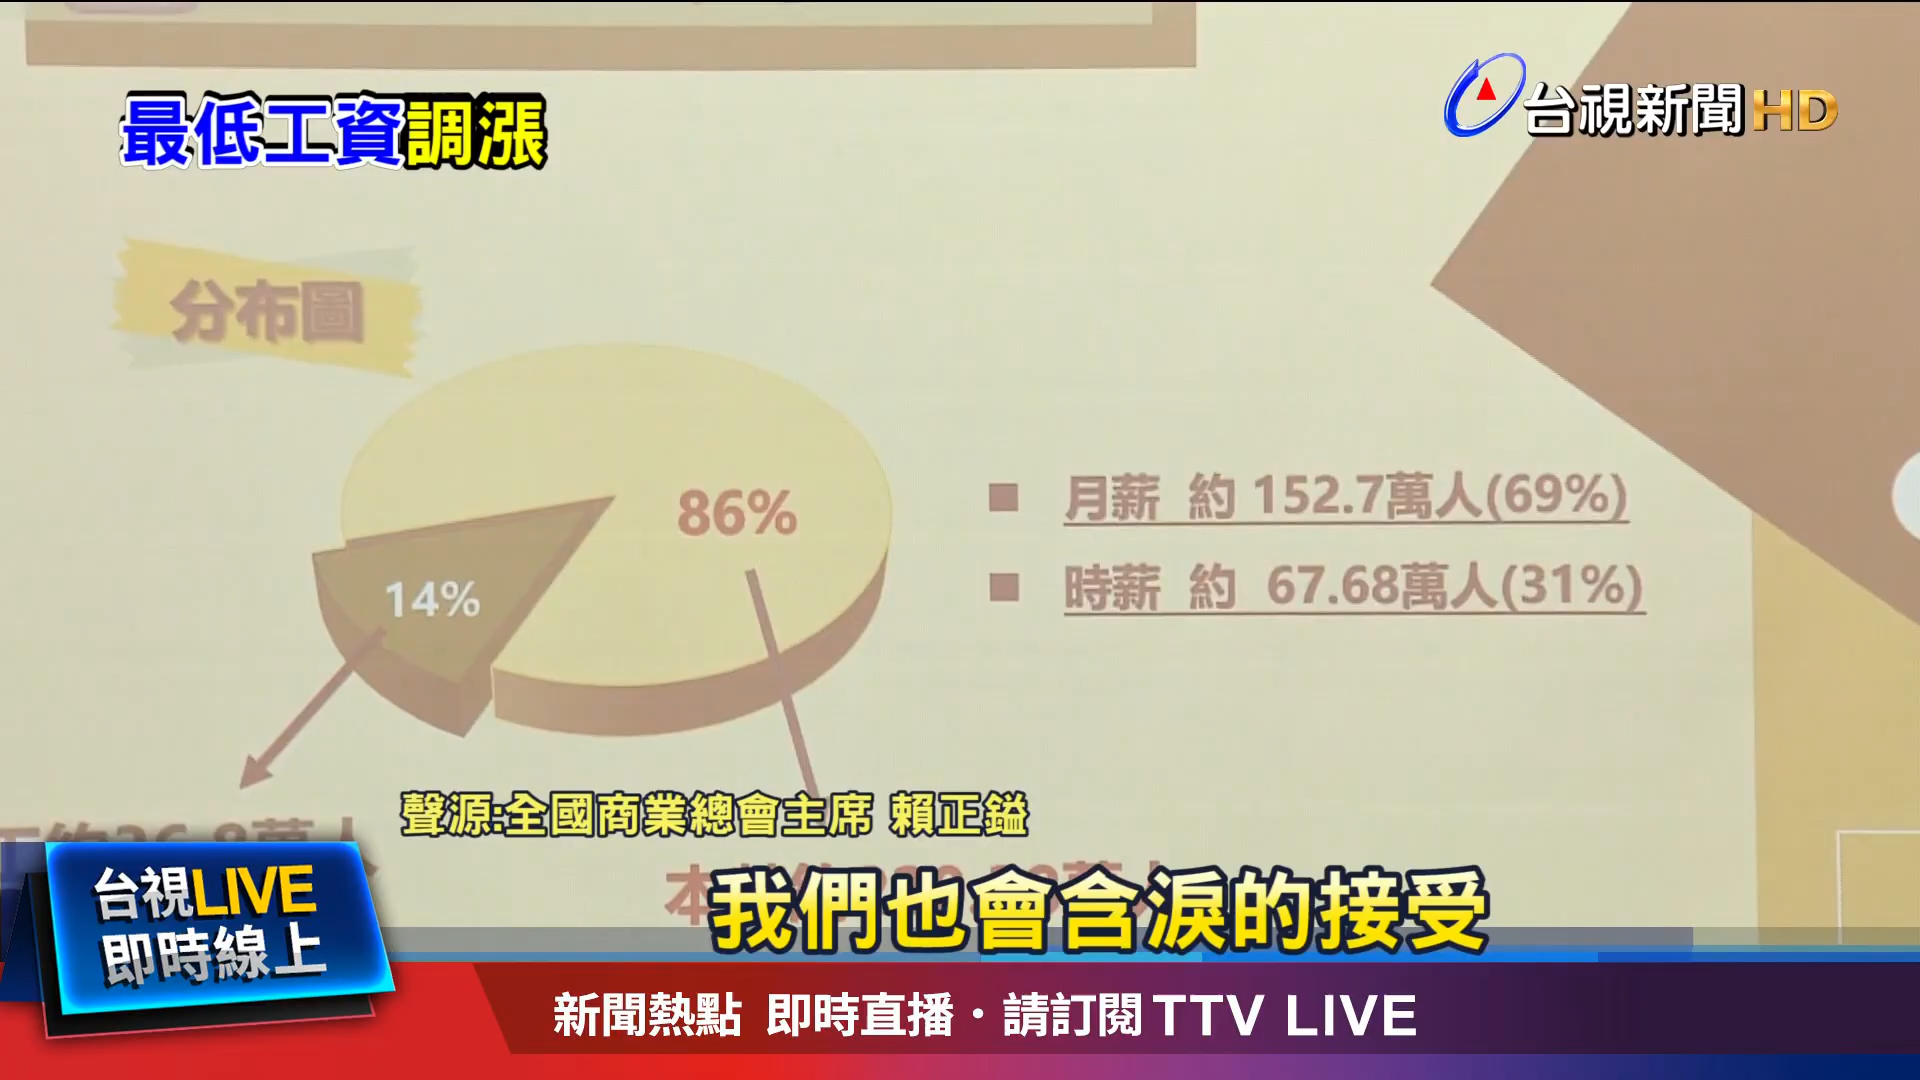 最低工資調漲
台視新聞HD
分布圖
86%
14%
月薪 約 152.7萬人(69%)
時薪 約 67.68萬人(31%)
聲源:全國商業總會主席 賴正鎰
我們也會含淚的接受
台視LIVE
即時線上
新聞熱點 即時直播·請訂閱TTV LIVE